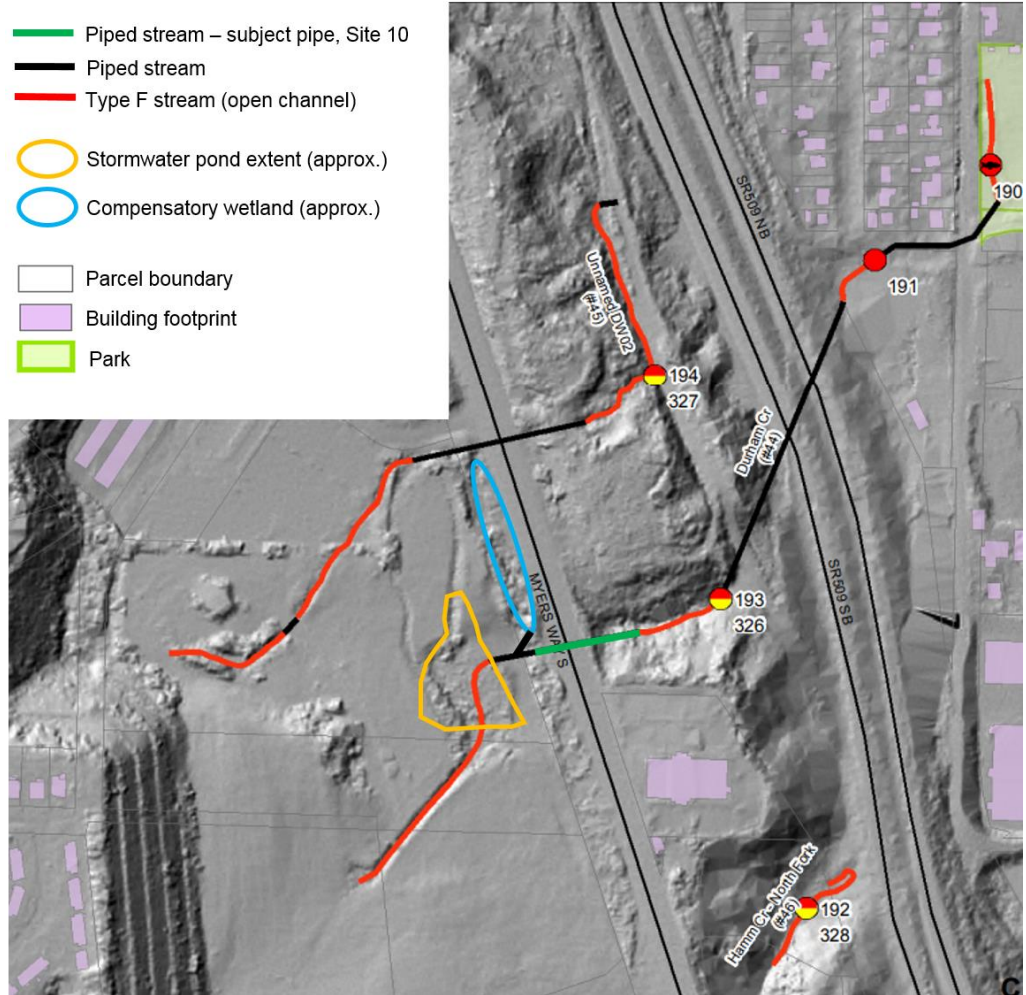 Piped stream – subject pipe, Site 10
Piped stream
Type F stream (open channel)
Stormwater pond extent (approx.)
Compensatory wetland (approx.)
Parcel boundary
Building footprint
Park
SR509 NB
190
191
Unnamed DW02
(#45)
194
327
Durham Cr
(#44)
193
326
MYERS WAY S
SR509 SB
Hamm Cr - North Fork
(#46)
192
328
C